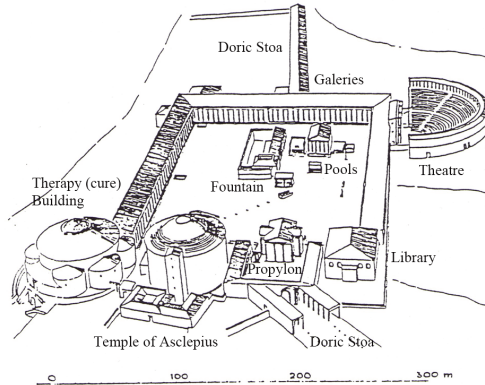 Doric Stoa
Galeries
Therapy (cure)
Building
Fountain
Pools
Theatre
Propylon
Library
Temple of Asclepius
Doric Stoa
0 100 200 300 m